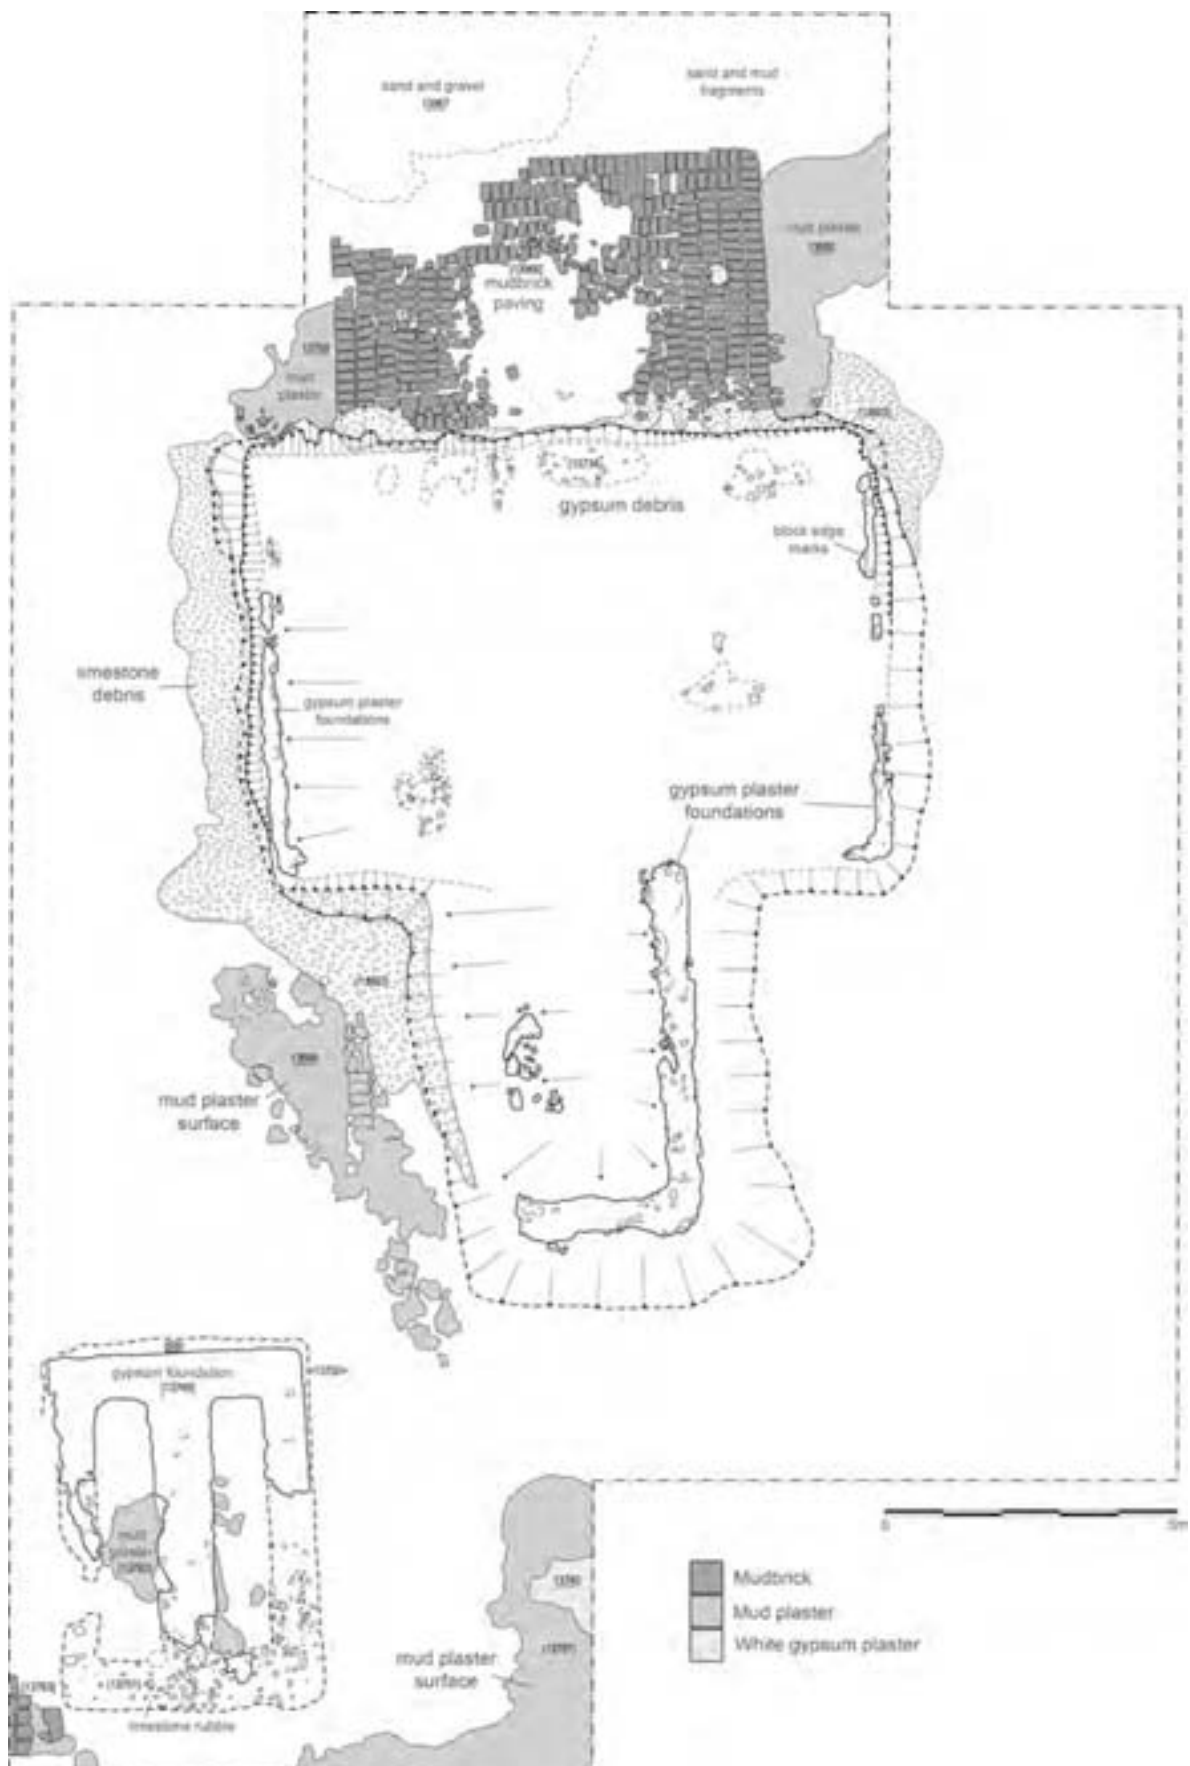 sand and gravel
sand and mud
fragments
mud plaster
mudbrick
paving
mud
plaster
gypsum debris
block edge
marks
limestone
debris
gypsum plaster
foundations
gypsum plaster
foundations
mud plaster
surface
gypsum foundation
mud
plaster
limestone rubble
mud plaster
surface
0
5m
Mudbrick
Mud plaster
White gypsum plaster